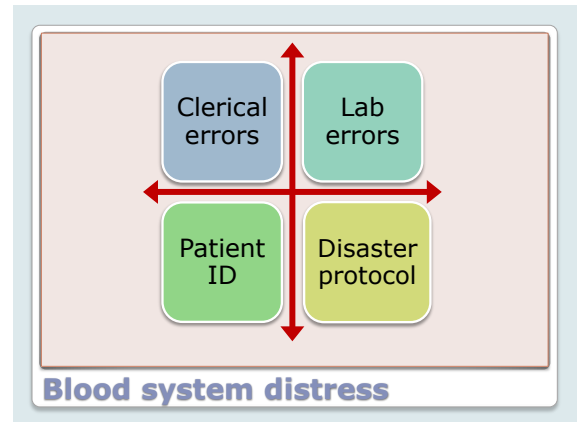 Clerical
errors
Lab
errors
Patient
ID
Disaster
protocol
Blood system distress